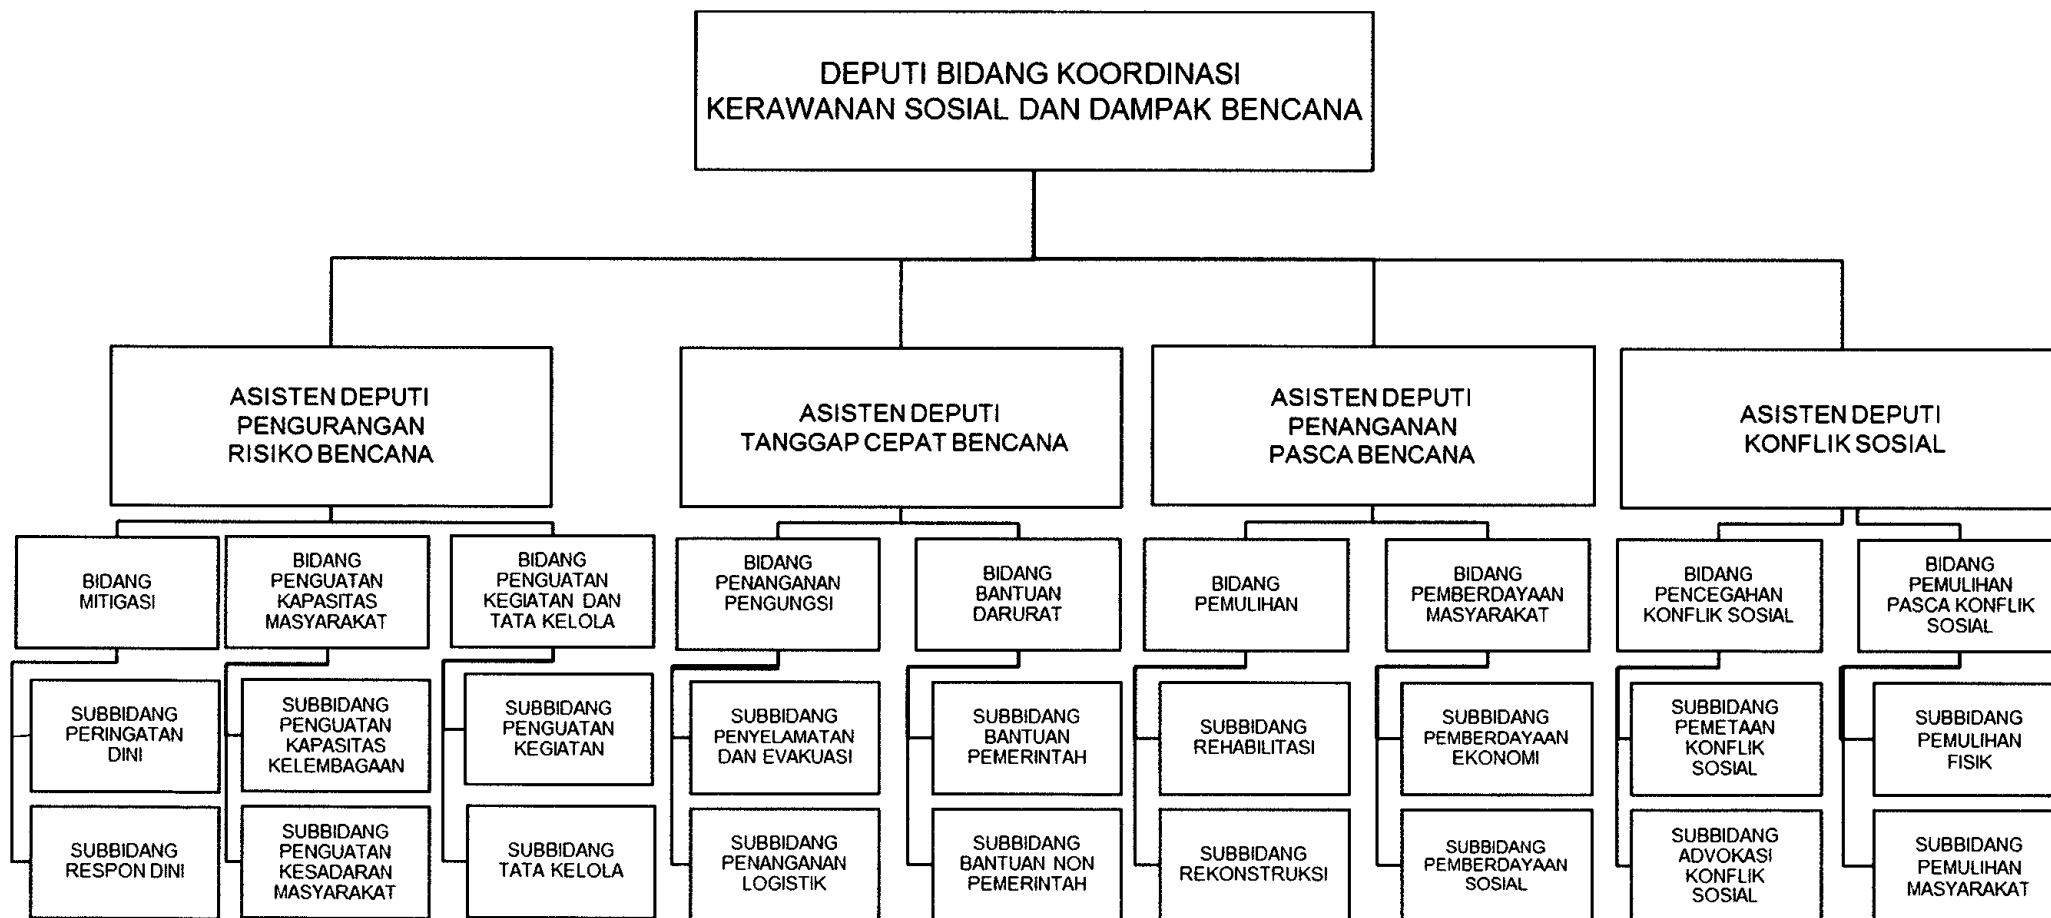 DEPUTI BIDANG KOORDINASI
KERAWANAN SOSIAL DAN DAMPAK BENCANA
ASISTEN DEPUTI
PENGURANGAN
RISIKO BENCANA
ASISTEN DEPUTI
TANGGAP CEPAT BENCANA
ASISTEN DEPUTI
PENANGANAN
PASCA BENCANA
ASISTEN DEPUTI
KONFLIK SOSIAL
BIDANG
MITIGASI
BIDANG
PENGUATAN
KAPASITAS
MASYARAKAT
BIDANG
PENGUATAN
KEGIATAN DAN
TATA KELOLA
BIDANG
PENANGANAN
PENGUNGSI
BIDANG
BANTUAN
DARURAT
BIDANG
PEMULIHAN
BIDANG
PEMBERDAYAAN
MASYARAKAT
BIDANG
PENCEGAHAN
KONFLIK SOSIAL
BIDANG
PEMULIHAN
PASCA KONFLIK
SOSIAL
SUBBIDANG
PERINGATAN
DINI
SUBBIDANG
PENGUATAN
KAPASITAS
KELEMBAGAAN
SUBBIDANG
PENGUATAN
KEGIATAN
SUBBIDANG
PENYELAMATAN
DAN EVAKUASI
SUBBIDANG
BANTUAN
PEMERINTAH
SUBBIDANG
REHABILITASI
SUBBIDANG
PEMBERDAYAAN
EKONOMI
SUBBIDANG
PEMETAAN
KONFLIK
SOSIAL
SUBBIDANG
PEMULIHAN
FISIK
SUBBIDANG
RESPON DINI
SUBBIDANG
PENGUATAN
KESADARAN
MASYARAKAT
SUBBIDANG
TATA KELOLA
SUBBIDANG
PENANGANAN
LOGISTIK
SUBBIDANG
BANTUAN NON
PEMERINTAH
SUBBIDANG
REKONSTRUKSI
SUBBIDANG
PEMBERDAYAAN
SOSIAL
SUBBIDANG
ADVOKASI
KONFLIK
SOSIAL
SUBBIDANG
PEMULIHAN
MASYARAKAT